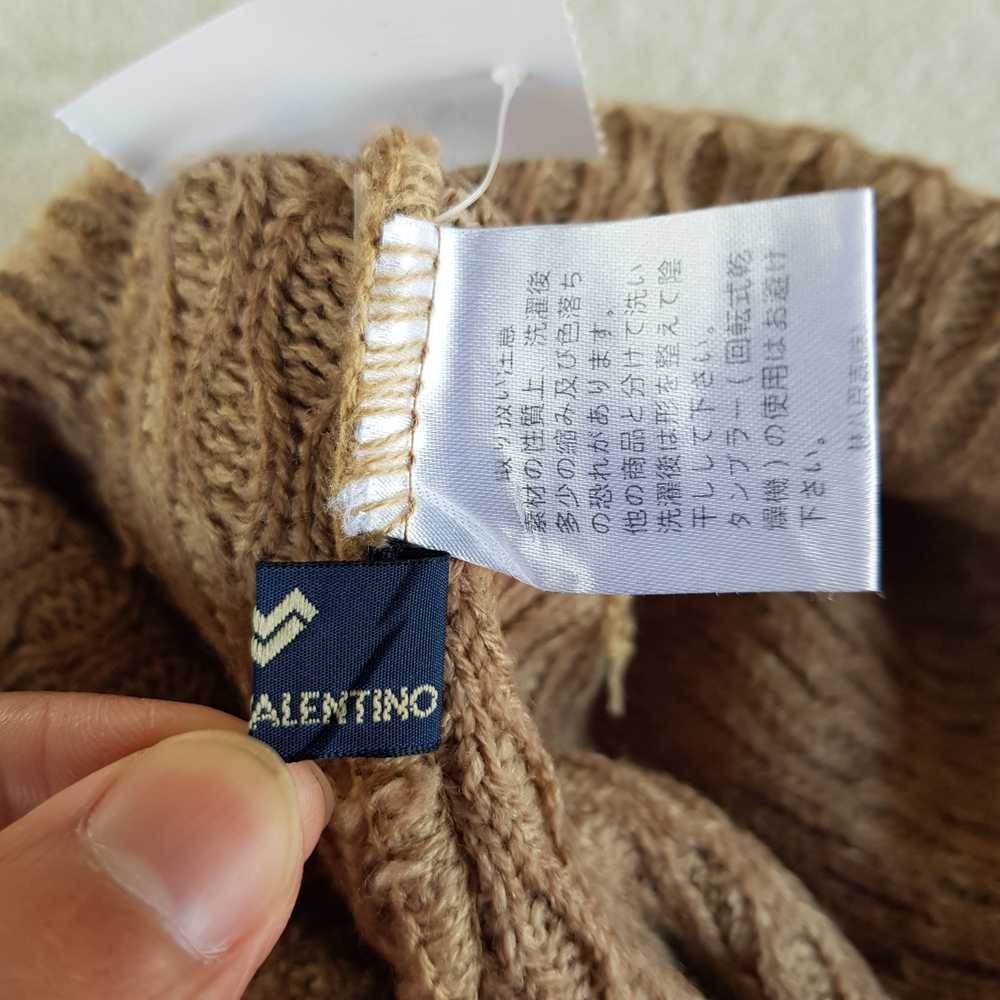 取り扱い注意
素材の性質上、洗濯後
多少の縮み及び色落ち
の恐れがあります。
他の商品と分けて洗い
洗濯後は形を整えて陰
干しして下さい。
タンブラー(回転式乾
燥機)の使用はお避け
下さい。
VALENTINO